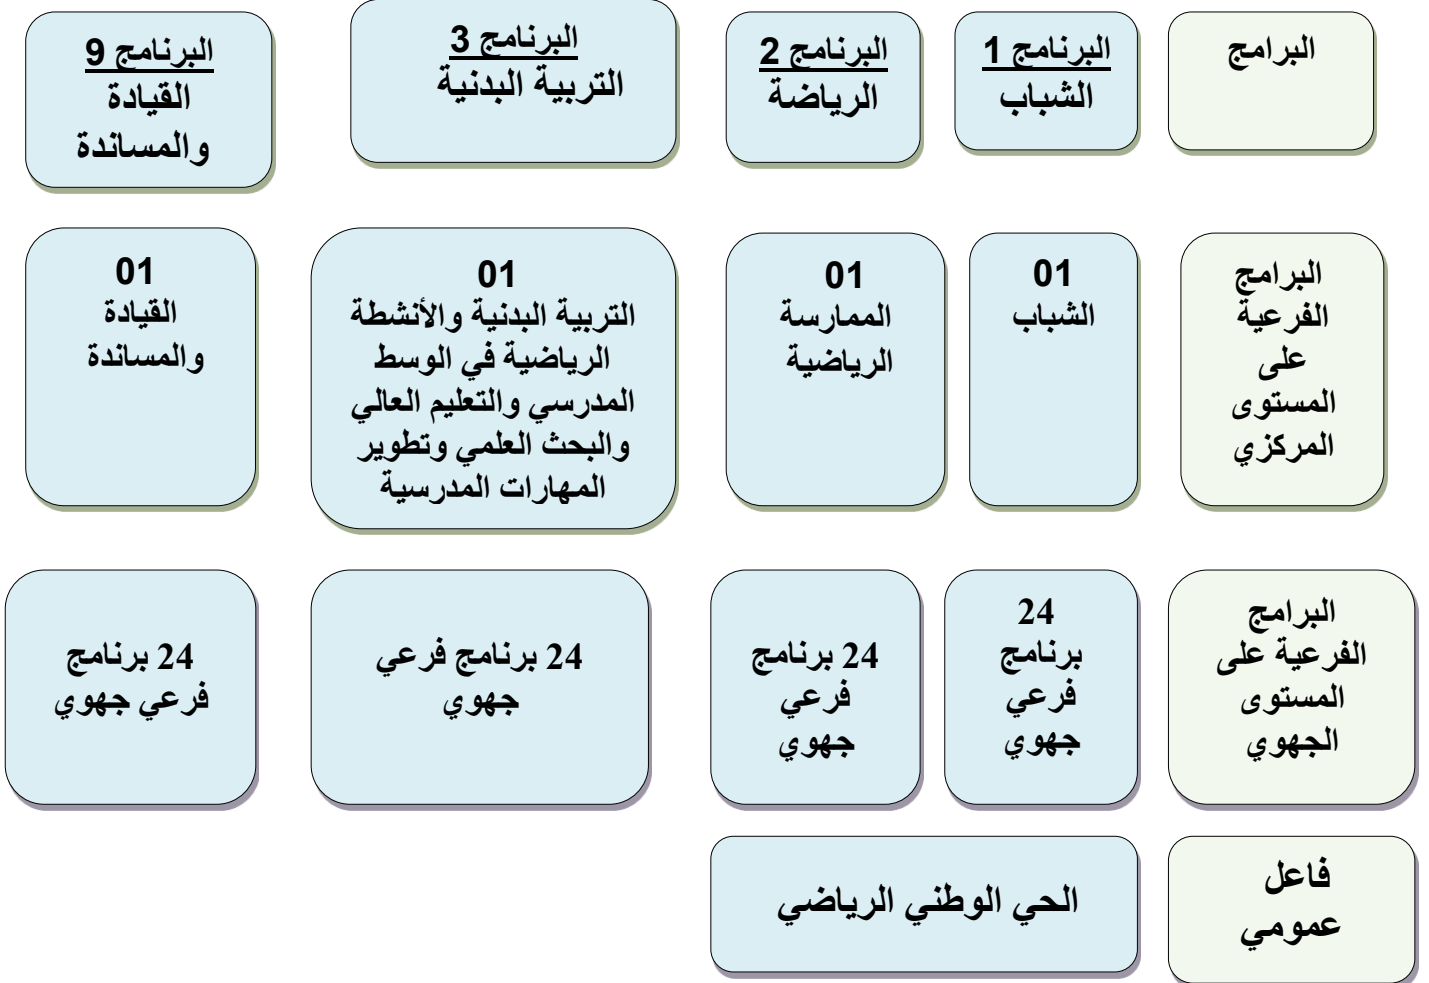 البرامج
البرنامج 1
الشباب
البرنامج 2
الرياضة
البرنامج 3
التربية البدنية
البرنامج 9
القيادة
والمساندة
البرامج
الفرعية
على
المستوى
المركزي
01
الشباب
01
الممارسة
الرياضية
01
التربية البدنية والأنشطة
الرياضية في الوسط
المدرسي والتعليم العالي
والبحث العلمي وتطوير
المهارات المدرسية
01
القيادة
والمساندة
البرامج
الفرعية على
المستوى
الجهوي
24
برنامج
فرعي
جهوي
24 برنامج
فرعي
جهوي
24 برنامج فرعي
جهوي
24 برنامج
فرعي جهوي
فاعل
عمومي
الحي الوطني الرياضي